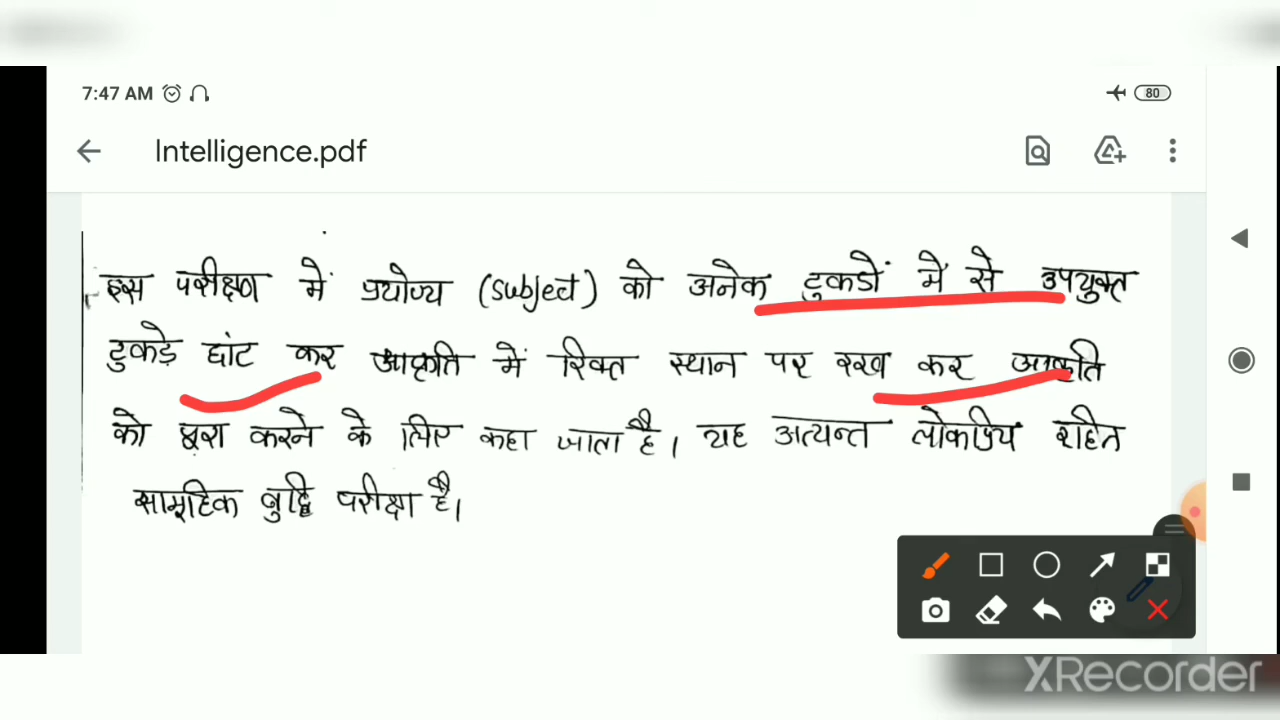 7:47 AM 80
Intelligence.pdf
इस परीक्षण में प्रयोज्य (subject) को अनेक टुकडों में से उपयुक्त
टुकड़े छांट कर आकृति में रिक्त स्थान पर रख कर आकृति
को पूरा करने के लिए कहा जाता है। यह अत्यन्त लोकप्रिय रहित
सामूहिक बुद्धि परीक्षा है।
XRecorder